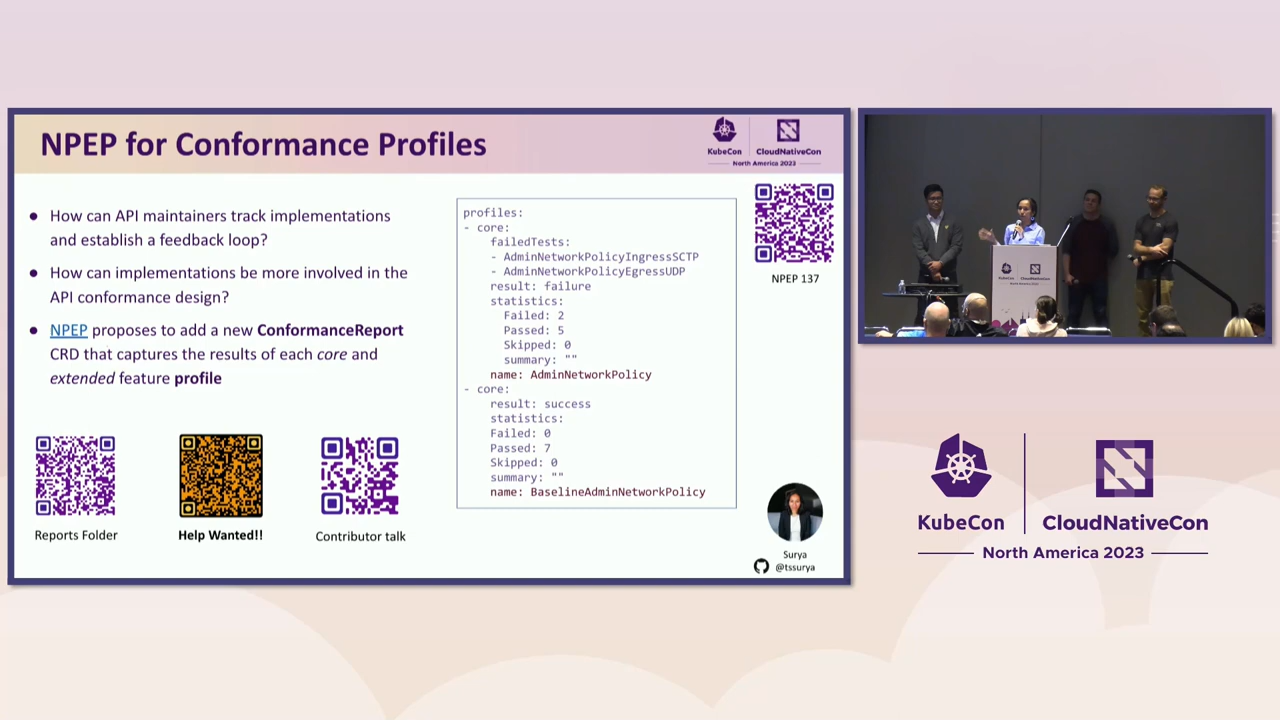 NPEP for Conformance Profiles
KubeCon
CloudNativeCon
North America 2023
● How can API maintainers track implementations
and establish a feedback loop?
● How can implementations be more involved in the
API conformance design?
● NPEP proposes to add a new ConformanceReport
CRD that captures the results of each core and
extended feature profile
profiles:
- core:
failedTests:
- AdminNetworkPolicyIngressSCTP
- AdminNetworkPolicyEgressUDP
result: failure
statistics:
Failed: 2
Passed: 5
Skipped: 0
summary: ""
name: AdminNetworkPolicy
- core:
result: success
statistics:
Failed: 0
Passed: 7
Skipped: 0
summary: ""
name: BaselineAdminNetworkPolicy
NPEP 137
Reports Folder
Help Wanted!!
Contributor talk
Surya
@tssurya
KubeCon
CloudNativeCon
North America 2023